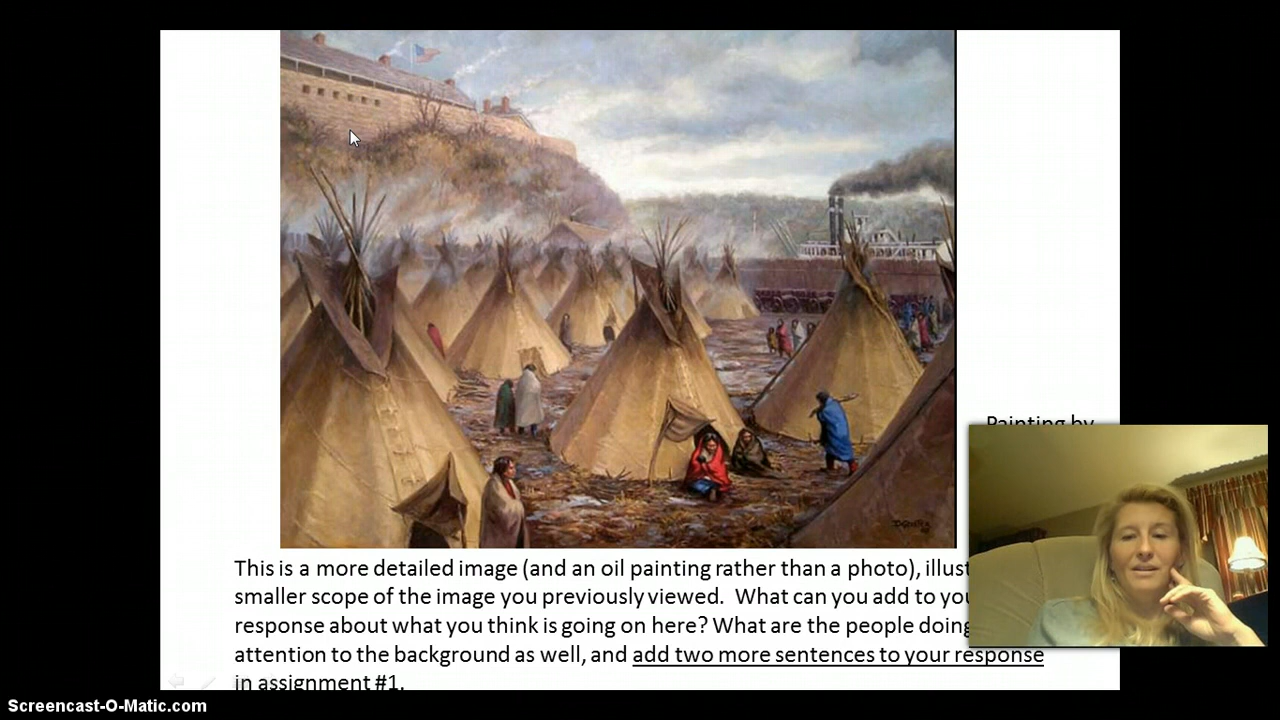 Painting by
This is a more detailed image (and an oil painting rather than a photo), illust
smaller scope of the image you previously viewed.  What can you add to you
response about what you think is going on here? What are the people doing
attention to the background as well, and add two more sentences to your response
in assignment #1.
Screencast-O-Matic.com